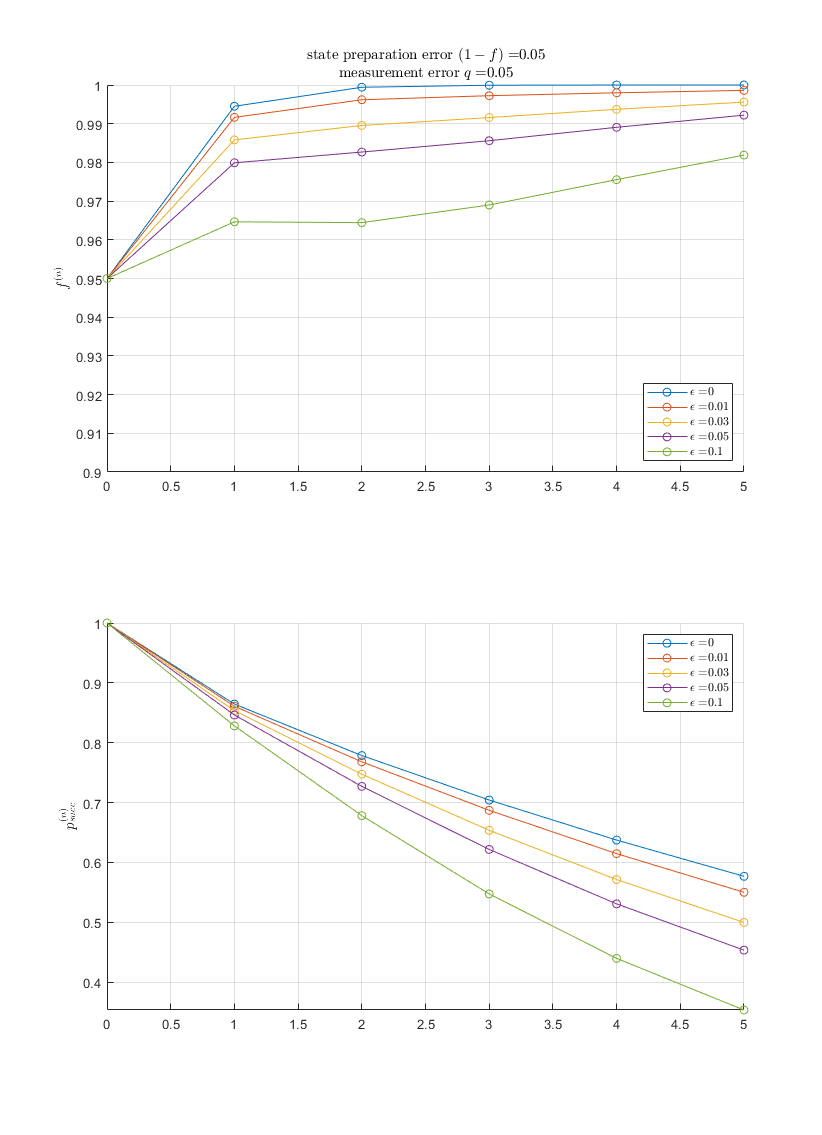 state preparation error (1 − f) =0.05
measurement error q =0.05
1
0.99
0.98
0.97
0.96
0.95
0.94
0.93
0.92
0.91
0.9
f^(n)
0 0.5 1 1.5 2 2.5 3 3.5 4 4.5 5
ϵ =0
ϵ =0.01
ϵ =0.03
ϵ =0.05
ϵ =0.1
1
0.9
0.8
0.7
0.6
0.5
0.4
p_succ^(n)
0 0.5 1 1.5 2 2.5 3 3.5 4 4.5 5
ϵ =0
ϵ =0.01
ϵ =0.03
ϵ =0.05
ϵ =0.1